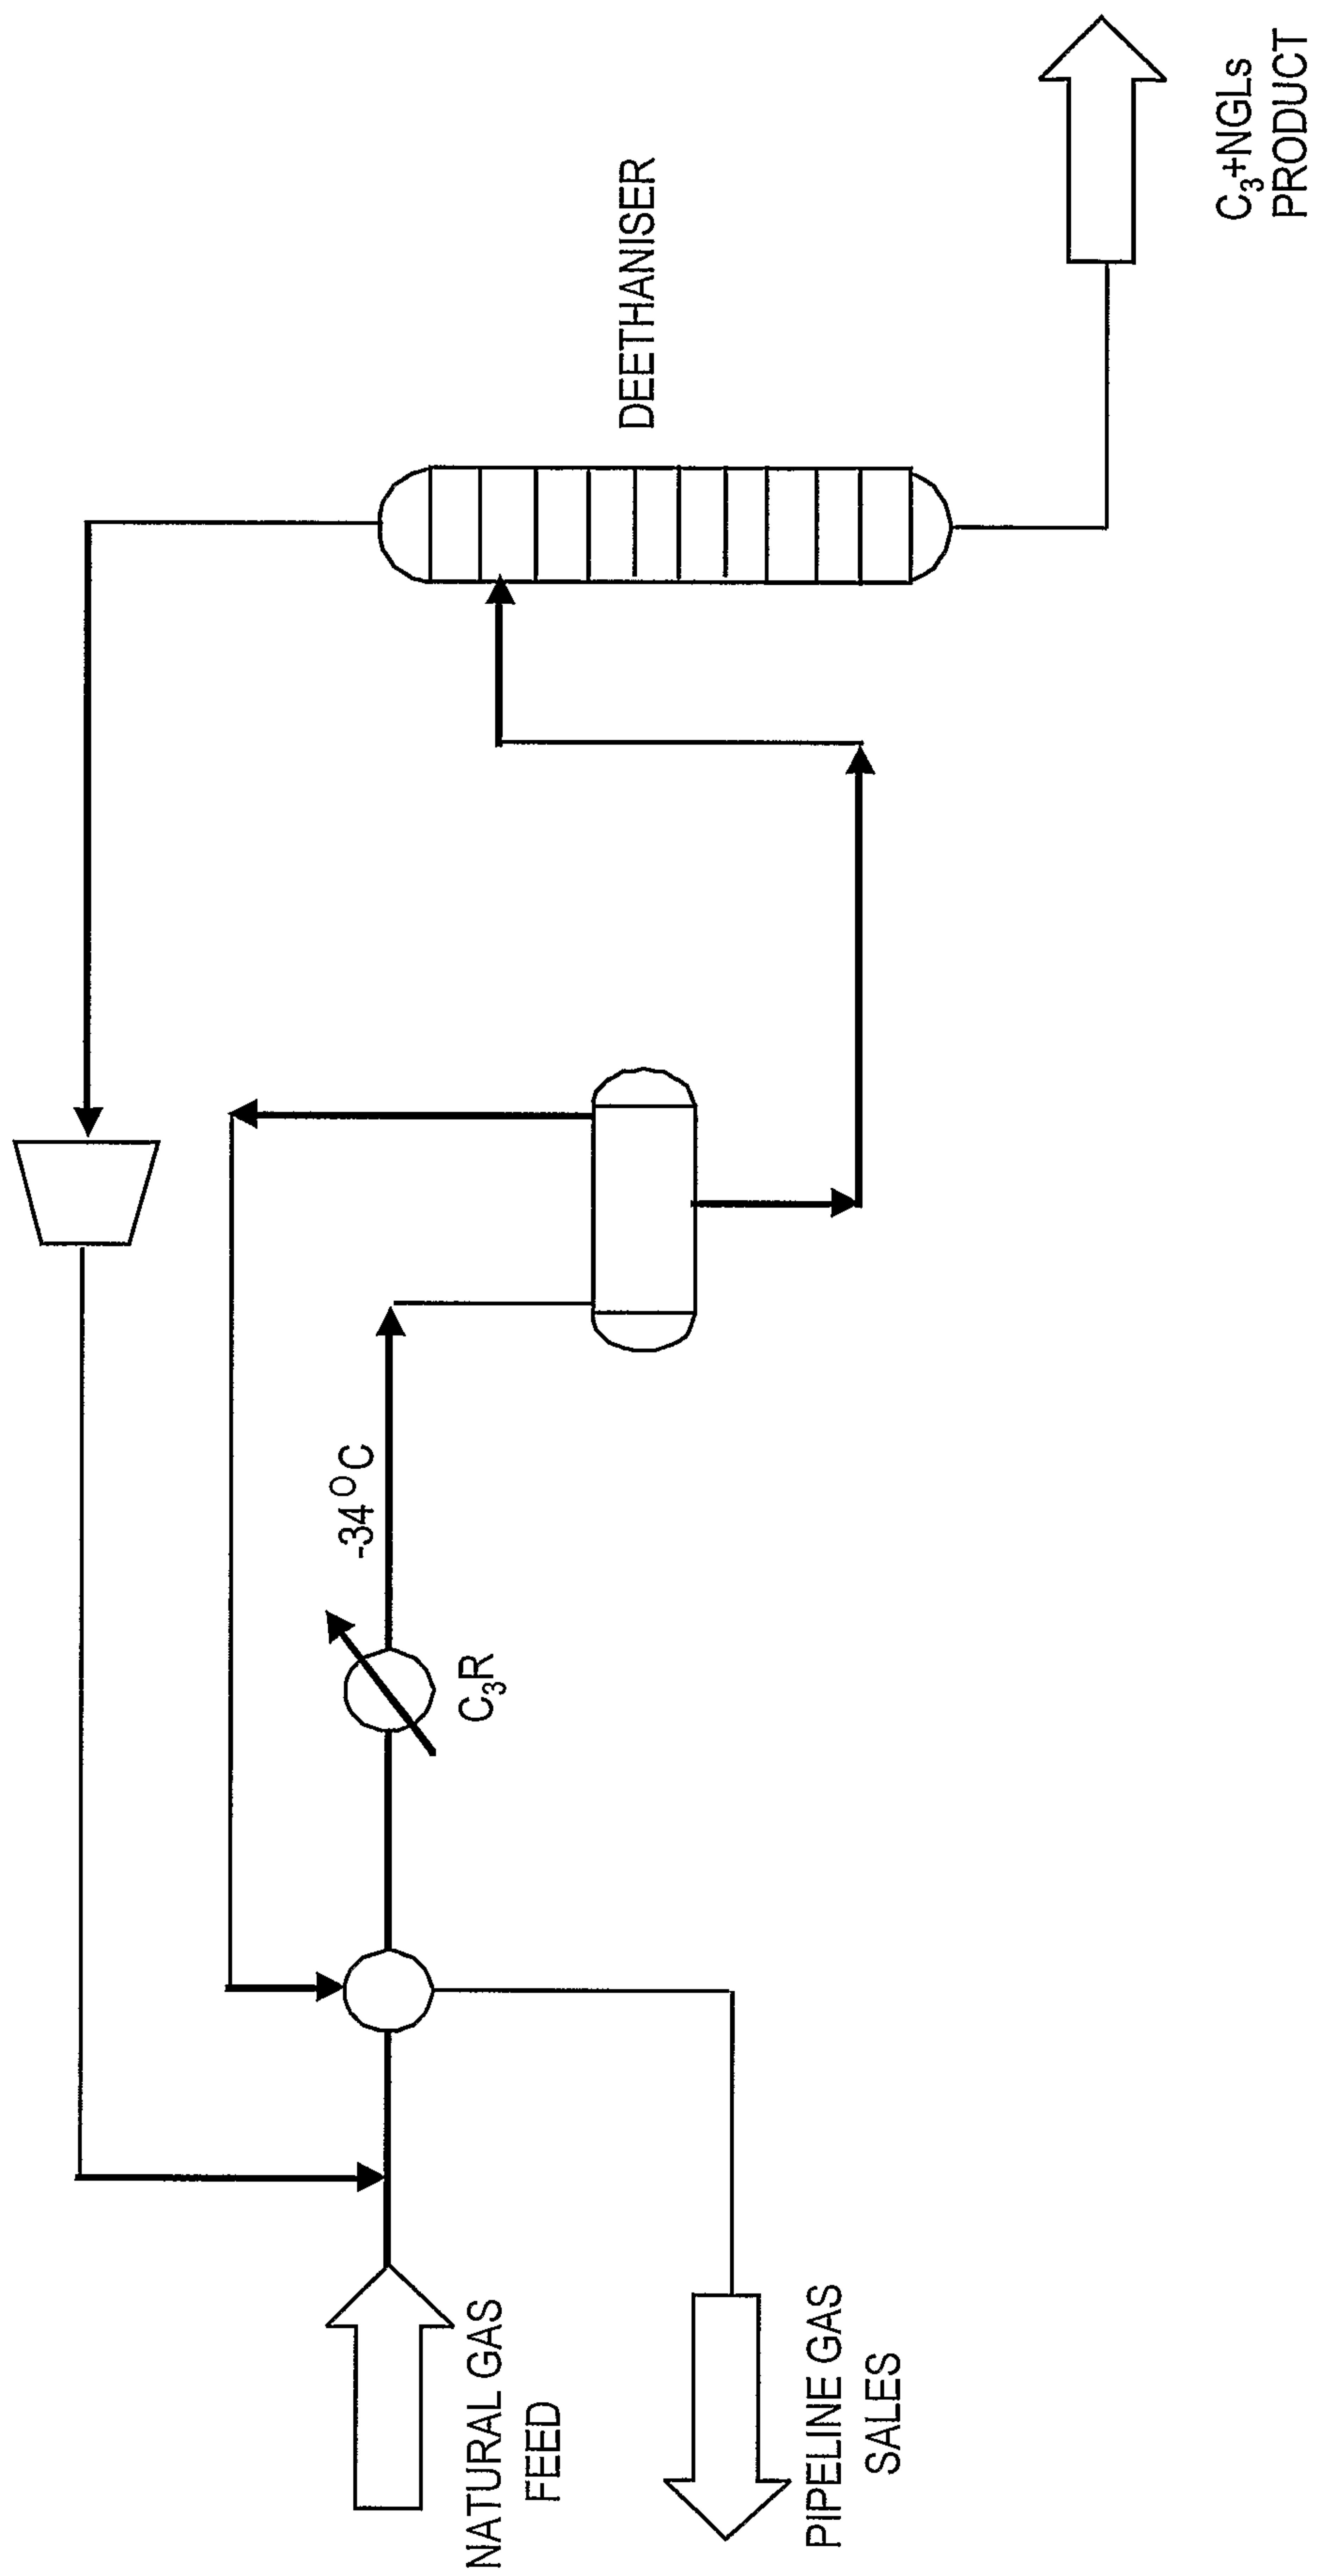 DEETHANISER
C₃+NGLs
PRODUCT
-34°C
C₃R
NATURAL GAS
FEED
PIPELINE GAS
SALES